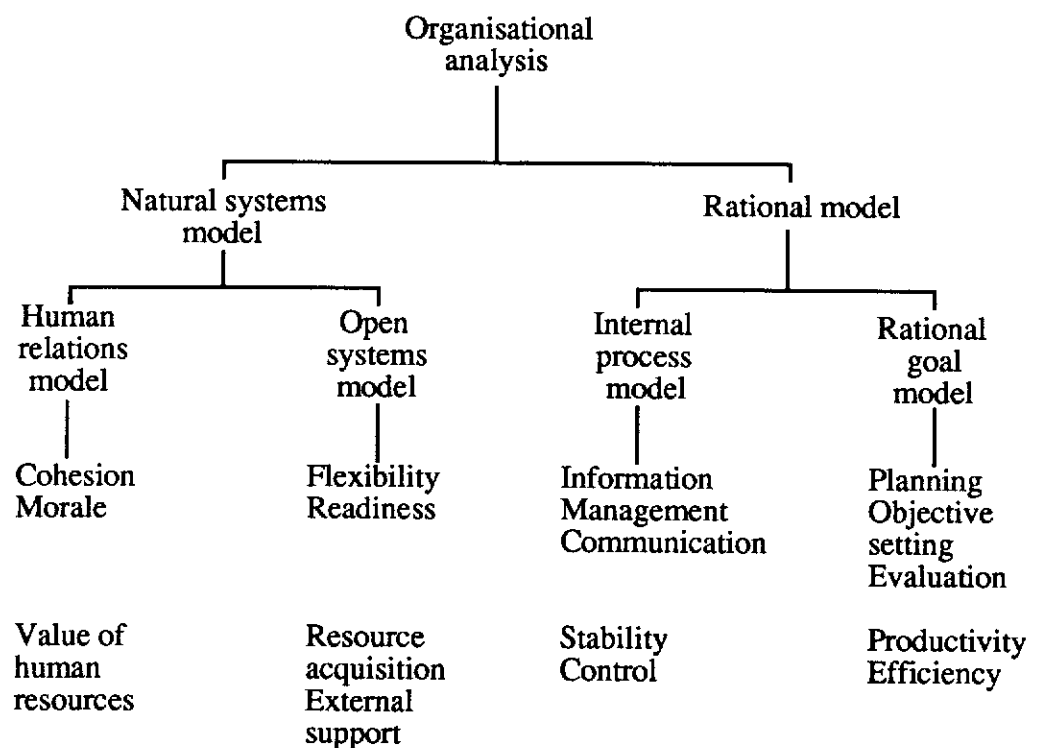 Organisational
analysis
Natural systems
model
Rational model
Human
relations
model
Open
systems
model
Internal
process
model
Rational
goal
model
Cohesion
Morale
Flexibility
Readiness
Information
Management
Communication
Planning
Objective
setting
Evaluation
Value of
human
resources
Resource
acquisition
External
support
Stability
Control
Productivity
Efficiency